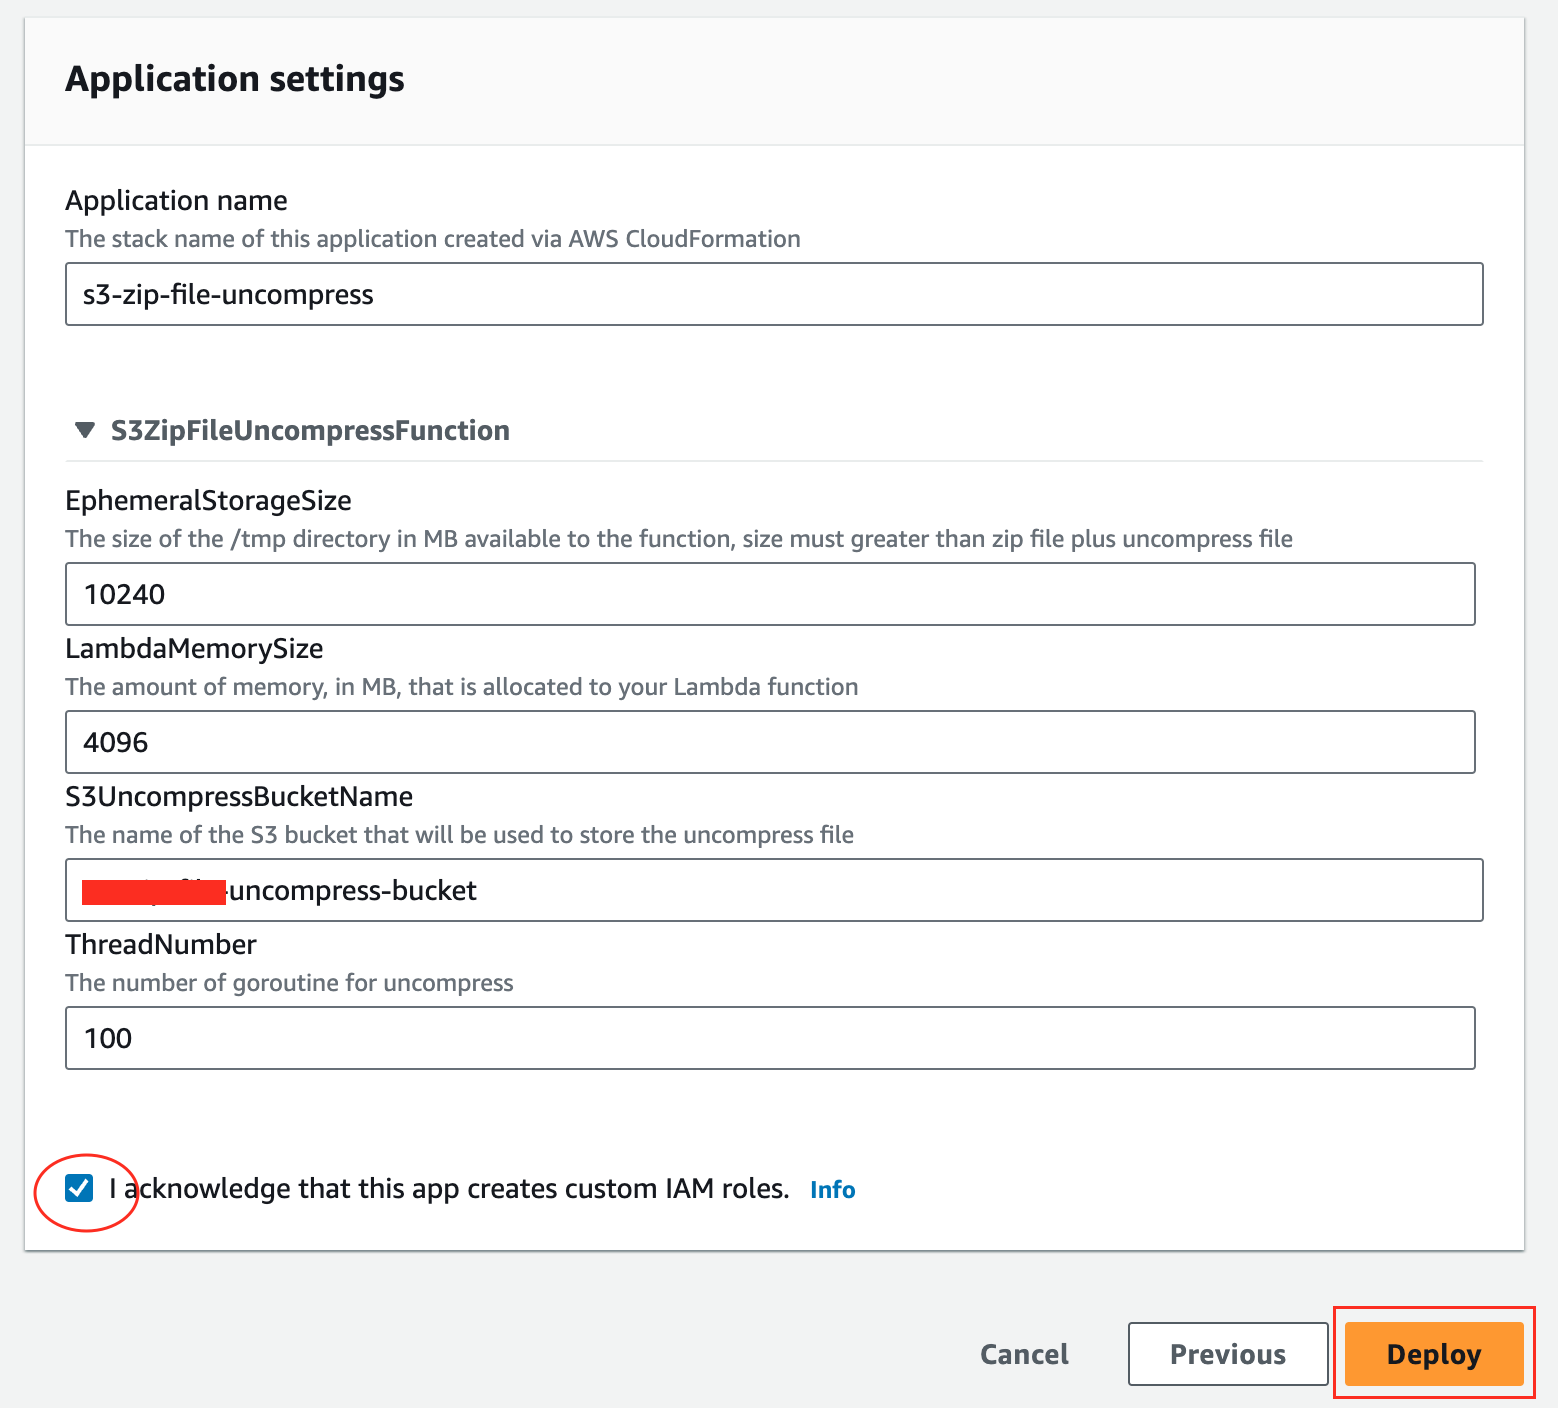 Application settings
Application name
The stack name of this application created via AWS CloudFormation
s3-zip-file-uncompress
S3ZipFileUncompressFunction
EphemeralStorageSize
The size of the /tmp directory in MB available to the function, size must greater than zip file plus uncompress file
10240
LambdaMemorySize
The amount of memory, in MB, that is allocated to your Lambda function
4096
S3UncompressBucketName
The name of the S3 bucket that will be used to store the uncompress file
-uncompress-bucket
ThreadNumber
The number of goroutine for uncompress
100
I acknowledge that this app creates custom IAM roles. Info
Cancel Previous Deploy